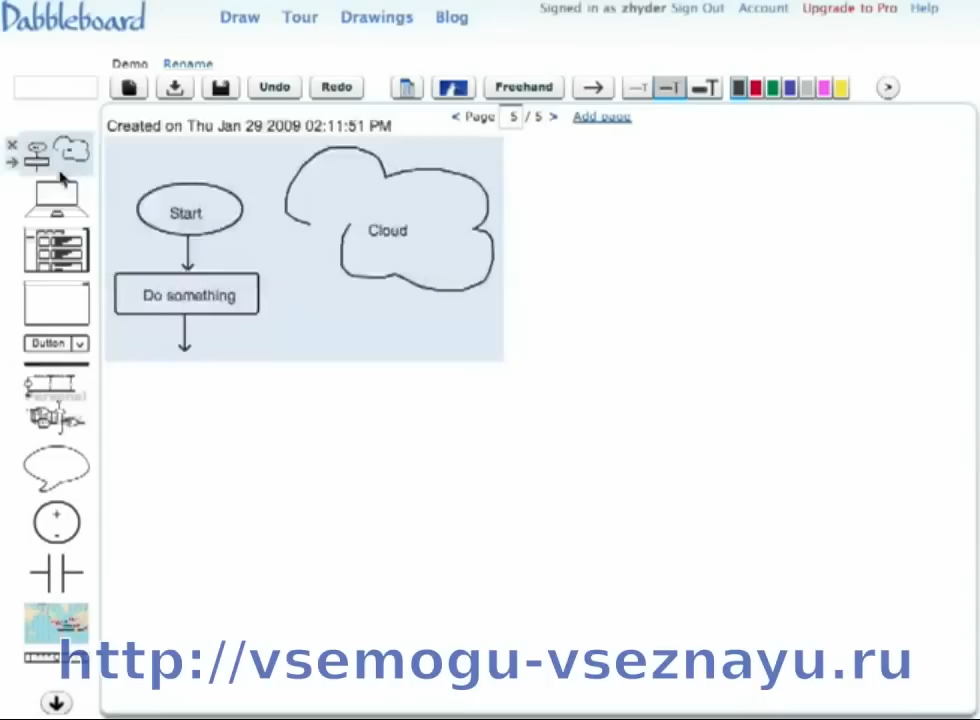 Dabbleboard
Draw Tour Drawings Blog
Signed in as zhyder Sign Out Account Upgrade to Pro Help
Demo Rename
Undo Redo Freehand
< Page 5 / 5 > Add page
Created on Thu Jan 29 2009 02:11:51 PM
Start
Cloud
Do something
Button
Personal
http://vsemogu-vseznayu.ru